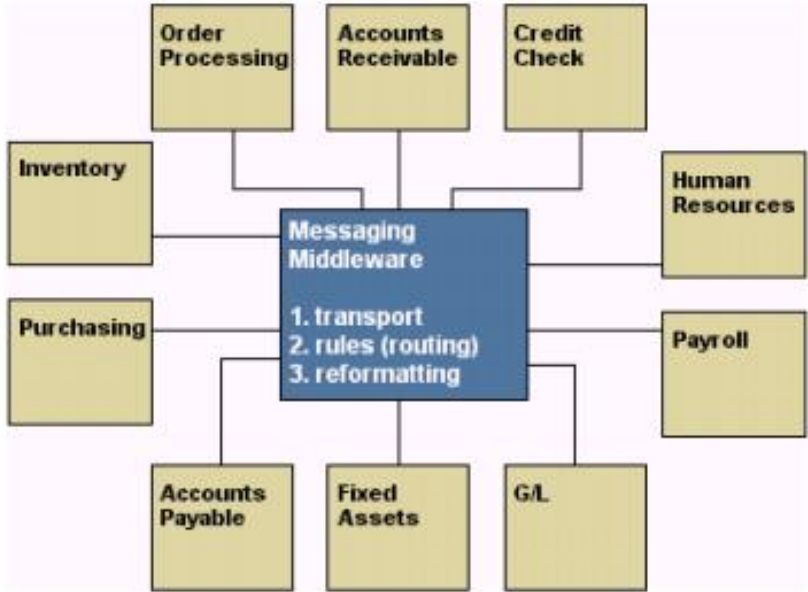 Order
Processing
Accounts
Receivable
Credit
Check
Inventory
Human
Resources
Messaging
Middleware
1. transport
2. rules (routing)
3. reformatting
Purchasing
Payroll
Accounts
Payable
Fixed
Assets
G/L